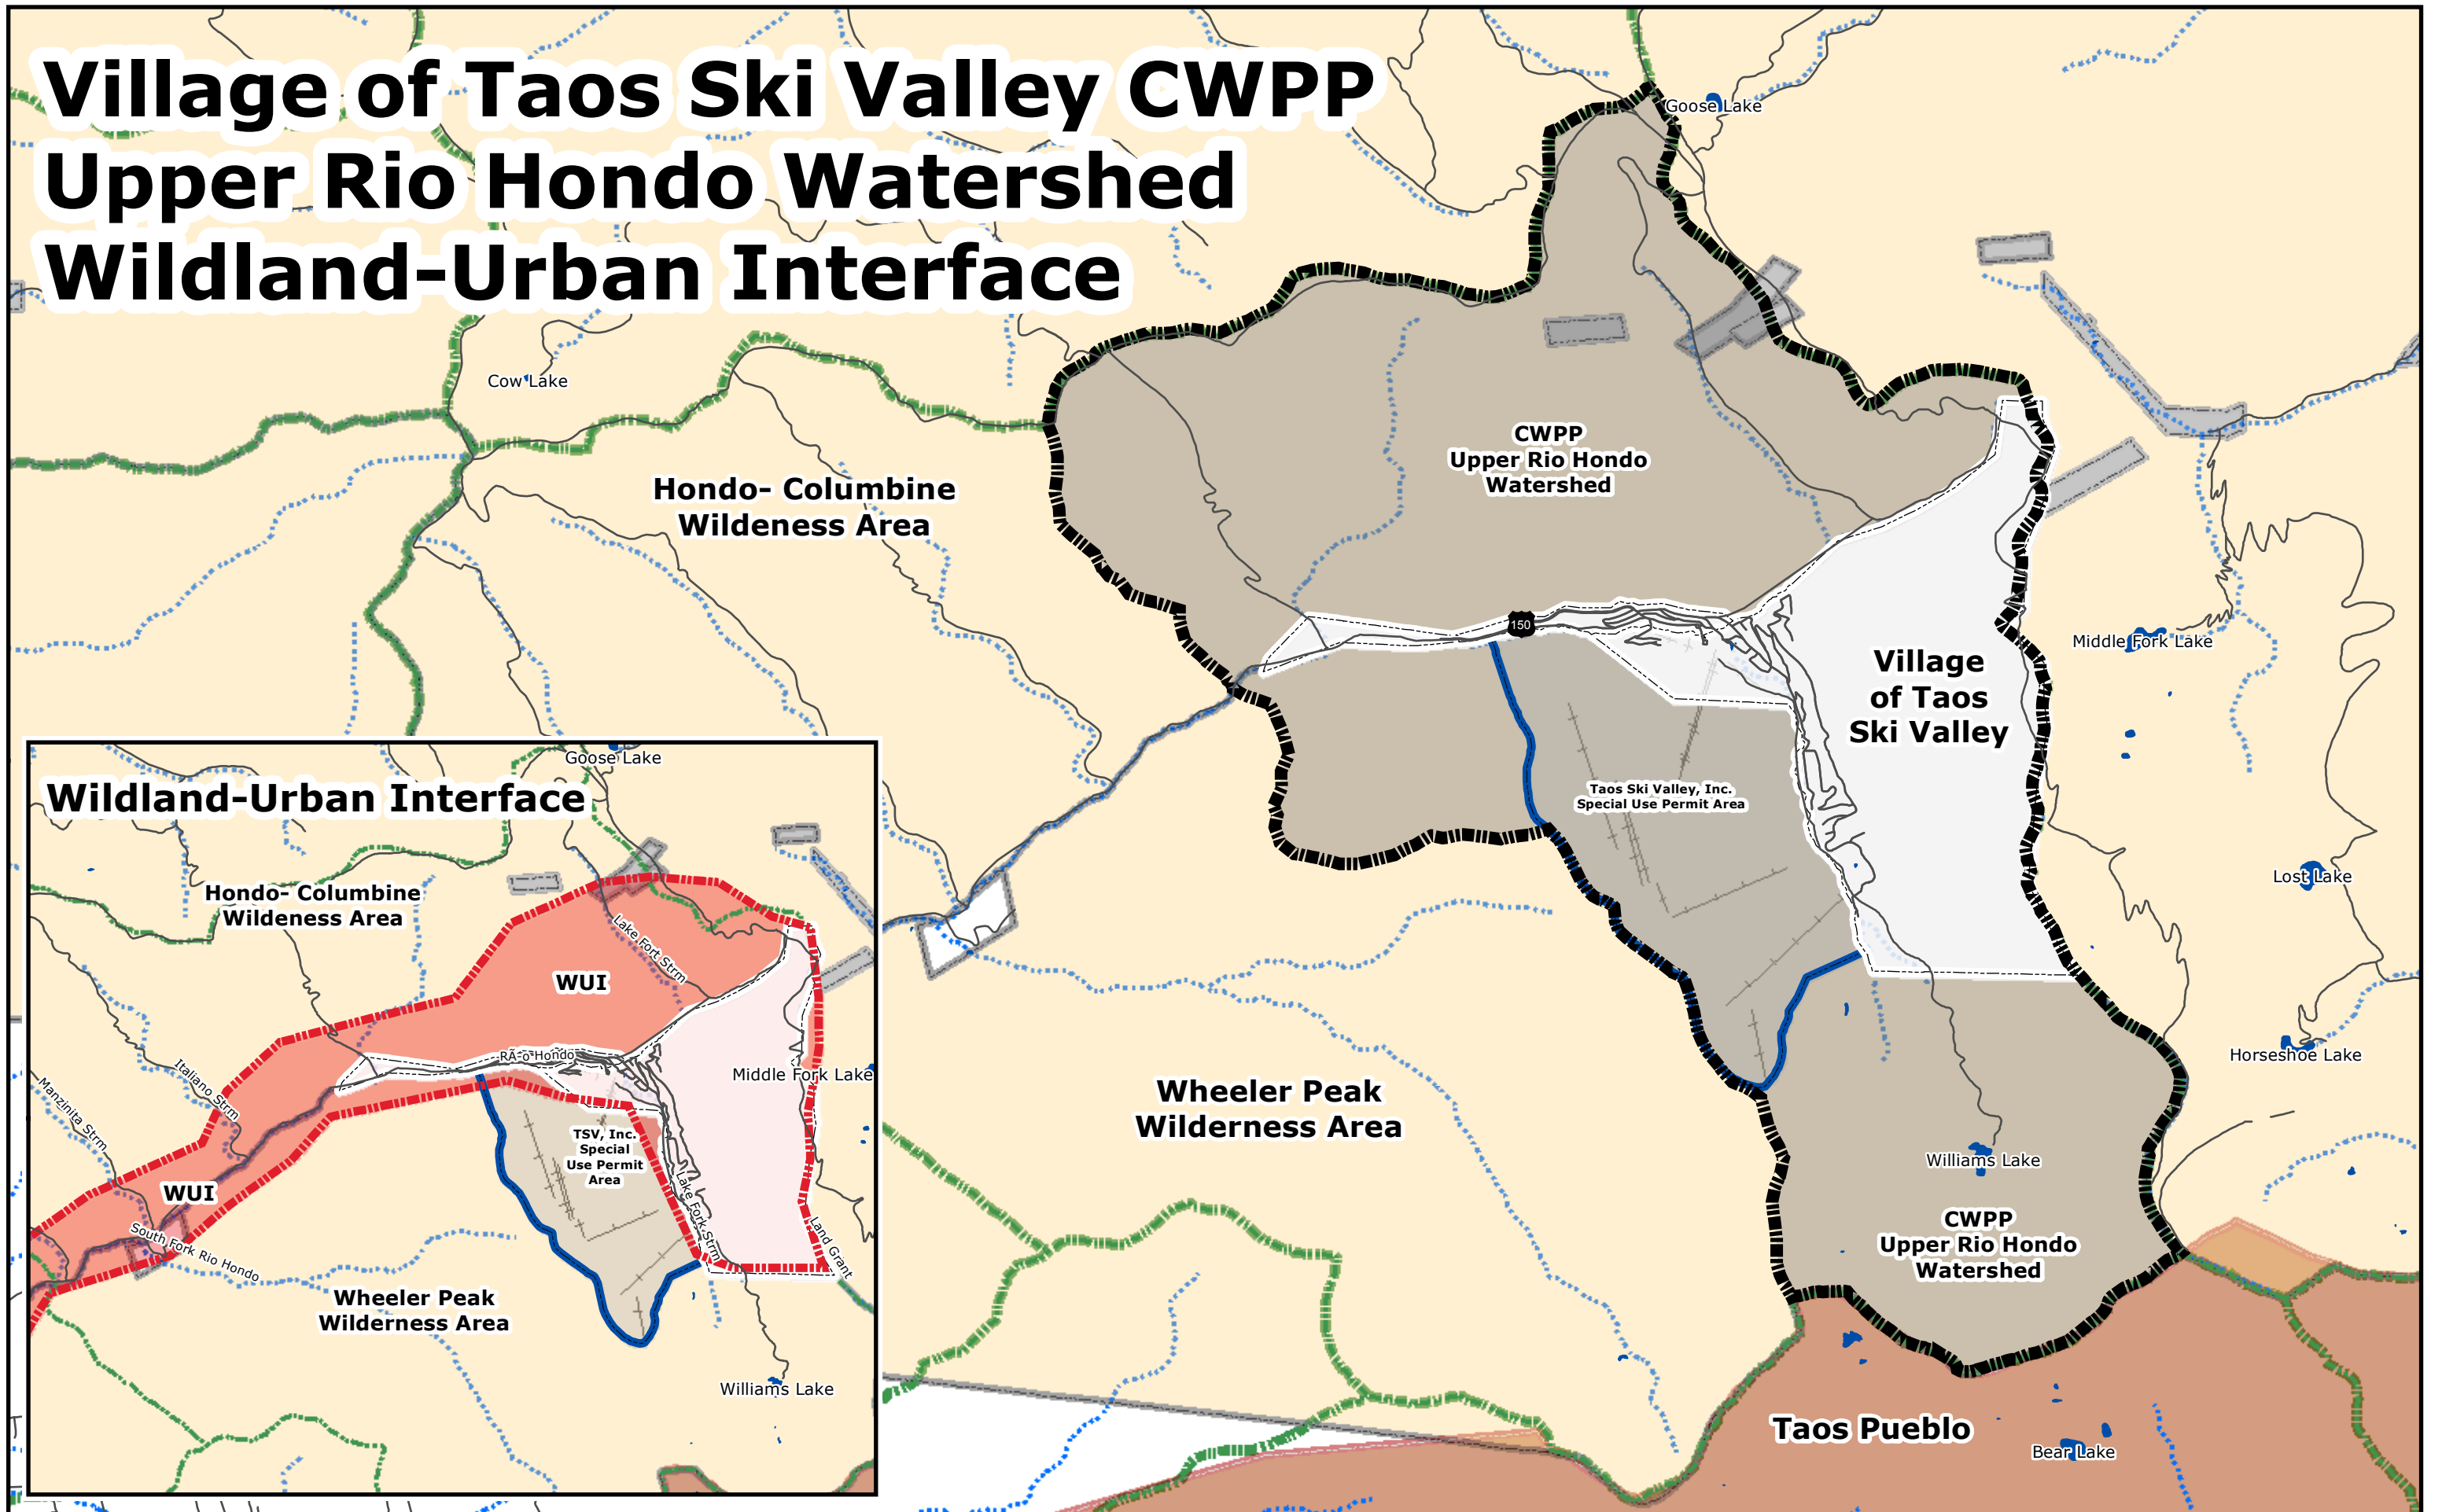 Village of Taos Ski Valley CWPP
Upper Rio Hondo Watershed
Wildland-Urban Interface
Goose Lake
Cow Lake
CWPP
Upper Rio Hondo
Watershed
Hondo- Columbine
Wildeness Area
150
Middle Fork Lake
Village
of Taos
Ski Valley
Taos Ski Valley, Inc.
Special Use Permit Area
Lost Lake
Horseshoe Lake
Wheeler Peak
Wilderness Area
Williams Lake
CWPP
Upper Rio Hondo
Watershed
Taos Pueblo
Bear Lake
Wildland-Urban Interface
Goose Lake
Hondo- Columbine
Wildeness Area
Lake Fort Strm
WUI
RÃ-o Hondo
Middle Fork Lake
Italiano Strm
Manzinita Strm
TSV, Inc.
Special
Use Permit
Area
Lake Fork Strm
WUI
South Fork Rio Hondo
Land Grant
Wheeler Peak
Wilderness Area
Williams Lake